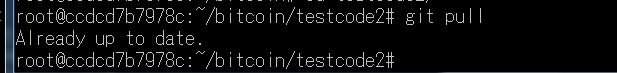 root@ccdcd7b7978c:~/bitcoin/testcode2# git pull
Already up to date.
root@ccdcd7b7978c:~/bitcoin/testcode2#